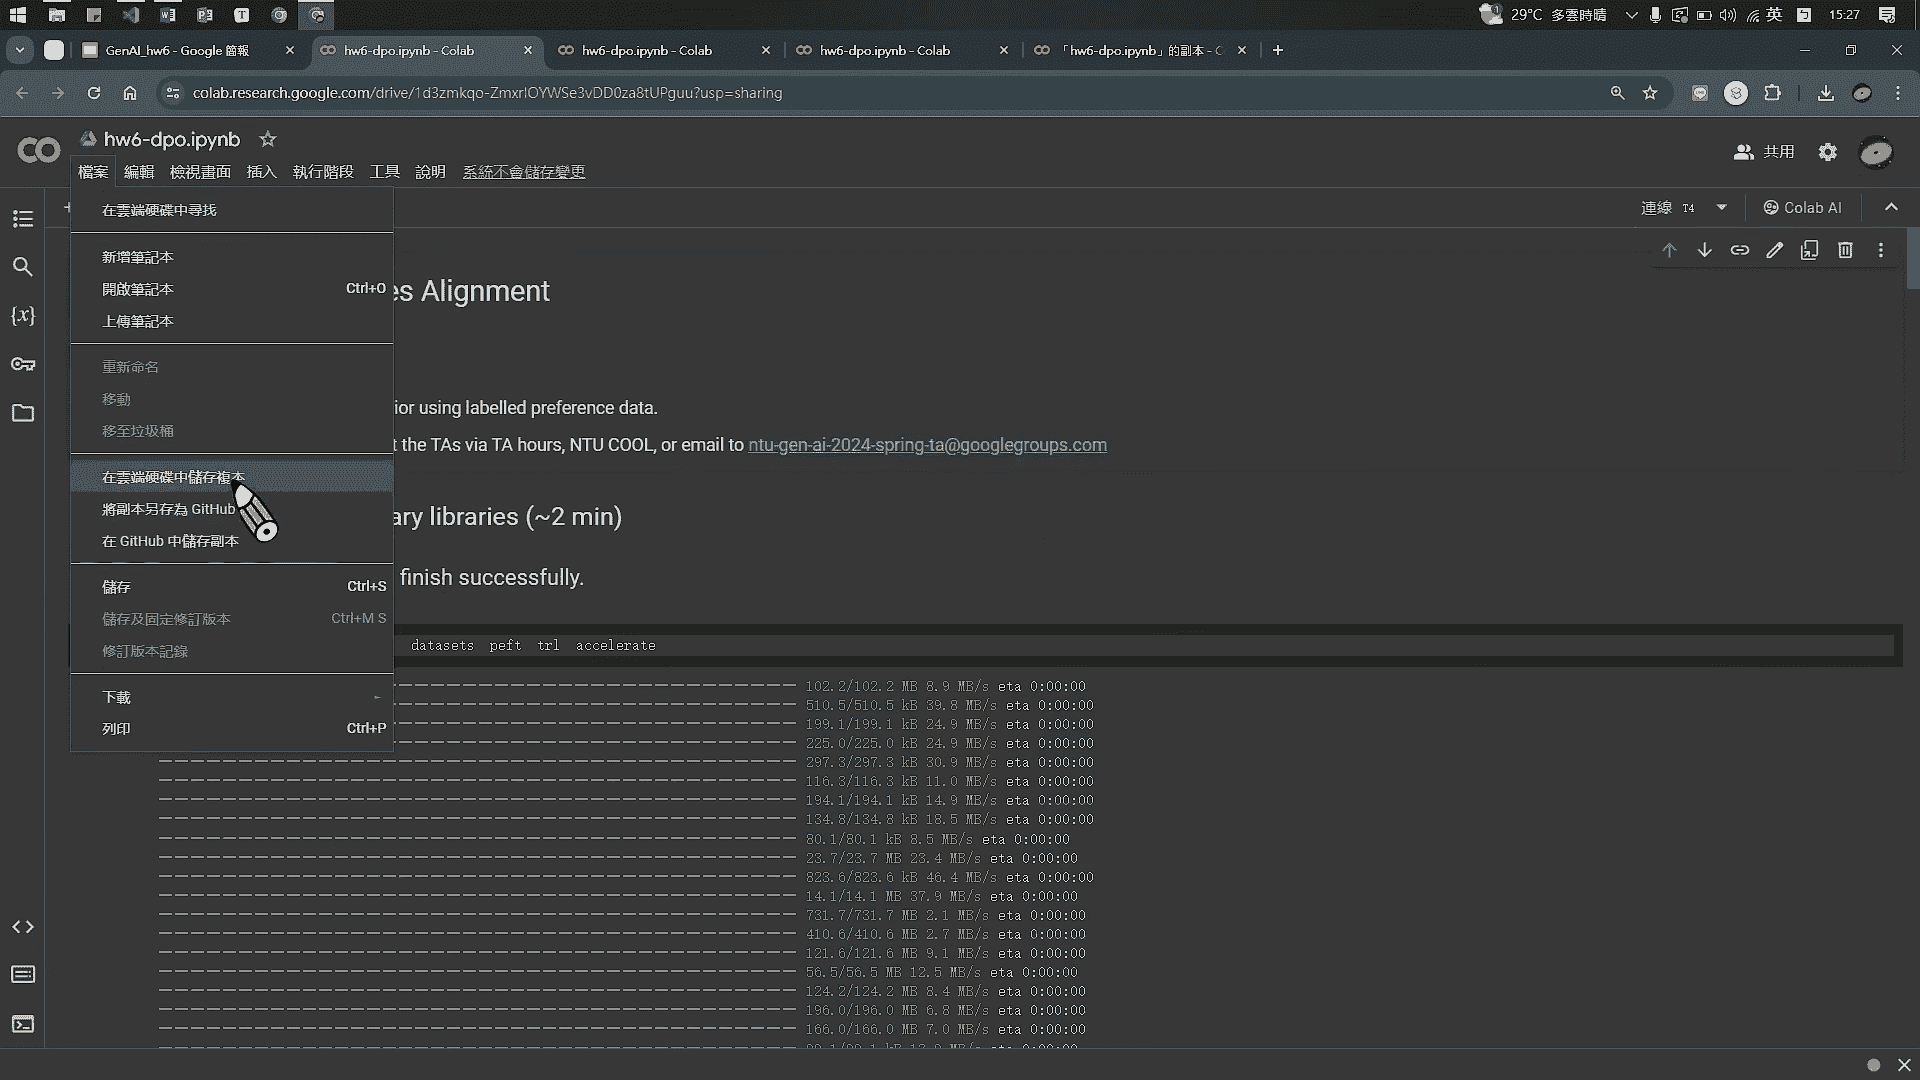 29°C 多雲時晴
英
15:27
GenAI_hw6 - Google 簡報
hw6-dpo.ipynb - Colab
hw6-dpo.ipynb - Colab
hw6-dpo.ipynb - Colab
「hw6-dpo.ipynb」的副本 - C
colab.research.google.com/drive/1d3zmkqo-ZmxrIOYWSe3vDD0za8tUPguu?usp=sharing
hw6-dpo.ipynb
共用
檔案 編輯 檢視畫面 插入 執行階段 工具 說明 系統不會儲存變更
連線 T4
Colab AI
在雲端硬碟中尋找
新增筆記本
開啟筆記本 Ctrl+O
上傳筆記本
重新命名
移動
移至垃圾桶
在雲端硬碟中儲存複本
將副本另存為 GitHub
在 GitHub 中儲存副本
儲存 Ctrl+S
儲存及固定修訂版本 Ctrl+M S
修訂版本記錄
下載
列印 Ctrl+P
es Alignment
ior using labelled preference data.
t the TAs via TA hours, NTU COOL, or email to ntu-gen-ai-2024-spring-ta@googlegroups.com
ary libraries (~2 min)
finish successfully.
datasets peft trl accelerate
102.2/102.2 MB 8.9 MB/s eta 0:00:00
510.5/510.5 kB 39.8 MB/s eta 0:00:00
199.1/199.1 kB 24.9 MB/s eta 0:00:00
225.0/225.0 kB 24.9 MB/s eta 0:00:00
297.3/297.3 kB 30.9 MB/s eta 0:00:00
116.3/116.3 kB 11.0 MB/s eta 0:00:00
194.1/194.1 kB 14.9 MB/s eta 0:00:00
134.8/134.8 kB 18.5 MB/s eta 0:00:00
80.1/80.1 kB 8.5 MB/s eta 0:00:00
23.7/23.7 MB 23.4 MB/s eta 0:00:00
823.6/823.6 kB 46.4 MB/s eta 0:00:00
14.1/14.1 MB 37.9 MB/s eta 0:00:00
731.7/731.7 MB 2.1 MB/s eta 0:00:00
410.6/410.6 MB 2.7 MB/s eta 0:00:00
121.6/121.6 MB 9.1 MB/s eta 0:00:00
56.5/56.5 MB 12.5 MB/s eta 0:00:00
124.2/124.2 MB 8.4 MB/s eta 0:00:00
196.0/196.0 MB 6.8 MB/s eta 0:00:00
166.0/166.0 MB 7.0 MB/s eta 0:00:00